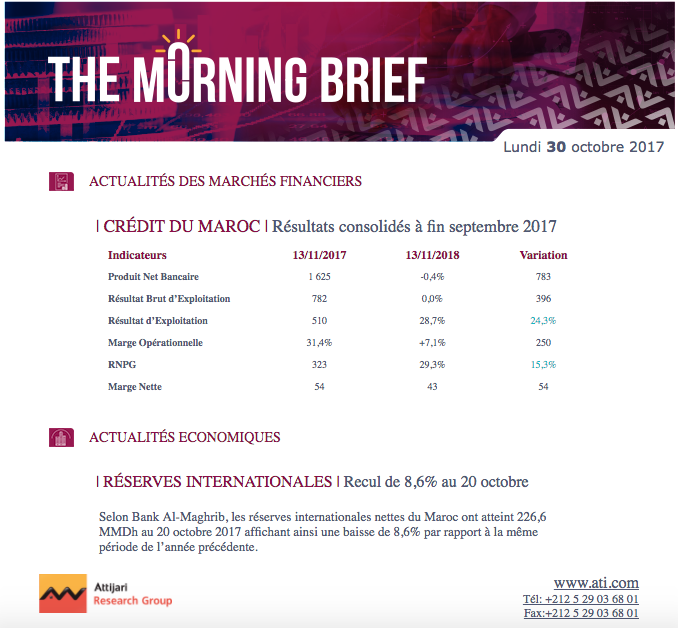 THE MORNING BRIEF
Lundi 30 octobre 2017
ACTUALITÉS DES MARCHÉS FINANCIERS
| CRÉDIT DU MAROC | Résultats consolidés à fin septembre 2017
Indicateurs 13/11/2017 13/11/2018 Variation
Produit Net Bancaire 1 625 -0,4% 783
Résultat Brut d'Exploitation 782 0,0% 396
Résultat d'Exploitation 510 28,7% 24,3%
Marge Opérationnelle 31,4% +7,1% 250
RNPG 323 29,3% 15,3%
Marge Nette 54 43 54
ACTUALITÉS ECONOMIQUES
| RÉSERVES INTERNATIONALES | Recul de 8,6% au 20 octobre
Selon Bank Al-Maghrib, les réserves internationales nettes du Maroc ont atteint 226,6
MMDh au 20 octobre 2017 affichant ainsi une baisse de 8,6% par rapport à la même
période de l'année précédente.
Attijari
Research Group
www.ati.com
Tél: +212 5 29 03 68 01
Fax:+212 5 29 03 68 01